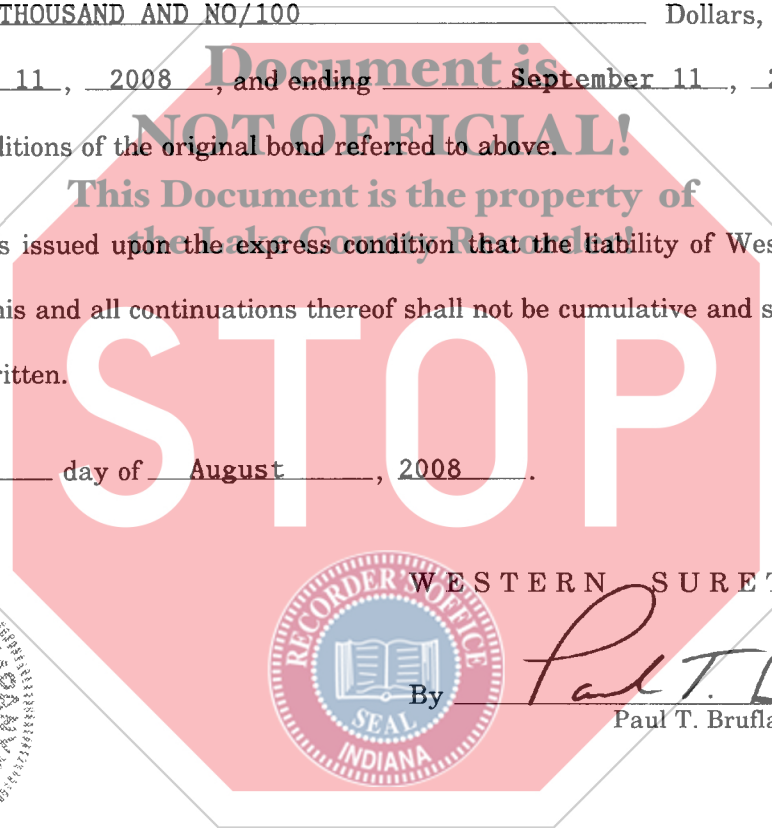 THOUSAND AND NO/100 Dollars,
11, 2008, and ending September 11, 2
Document is
NOT OFFICIAL!
ditions of the original bond referred to above.
This Document is the property of
the Lake County Recorder!
s issued upon the express condition that the liability of Wes
his and all continuations thereof shall not be cumulative and s
ritten.
STOP
day of August, 2008.
WESTERN SURET
RECORDER'S OFFICE
SEAL
INDIANA
By Paul T.
Paul T. Brufla